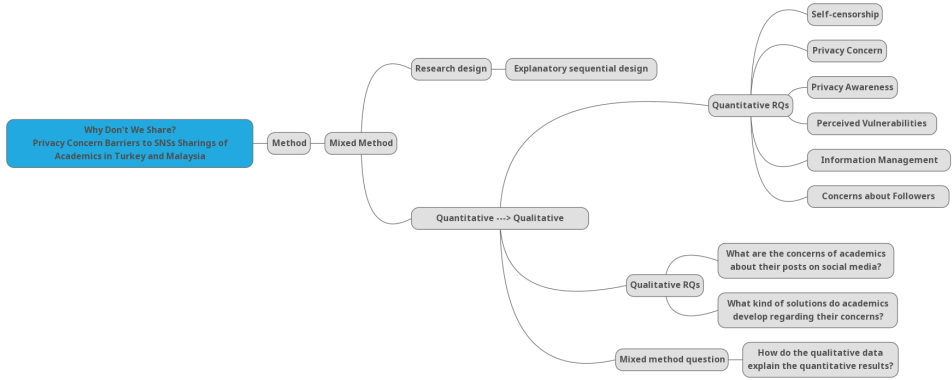 Why Don't We Share?
Privacy Concern Barriers to SNSs Sharings of
Academics in Turkey and Malaysia
Method
Mixed Method
Research design
Explanatory sequential design
Quantitative ---> Qualitative
Quantitative RQs
Self-censorship
Privacy Concern
Privacy Awareness
Perceived Vulnerabilities
Information Management
Concerns about Followers
Qualitative RQs
What are the concerns of academics
about their posts on social media?
What kind of solutions do academics
develop regarding their concerns?
Mixed method question
How do the qualitative data
explain the quantitative results?